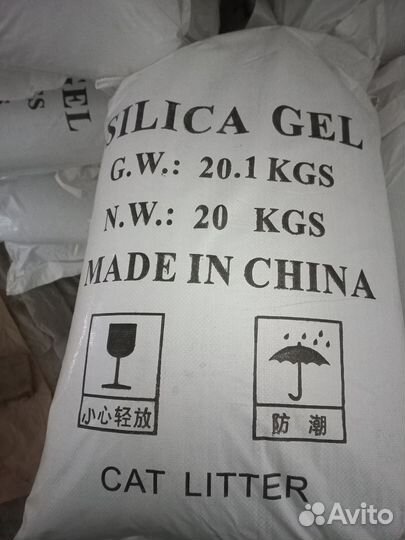 SILICA GEL
G.W.: 20.1 KGS
N.W.: 20 KGS
MADE IN CHINA
小心轻放
防潮
CAT LITTER
GEL
Avito